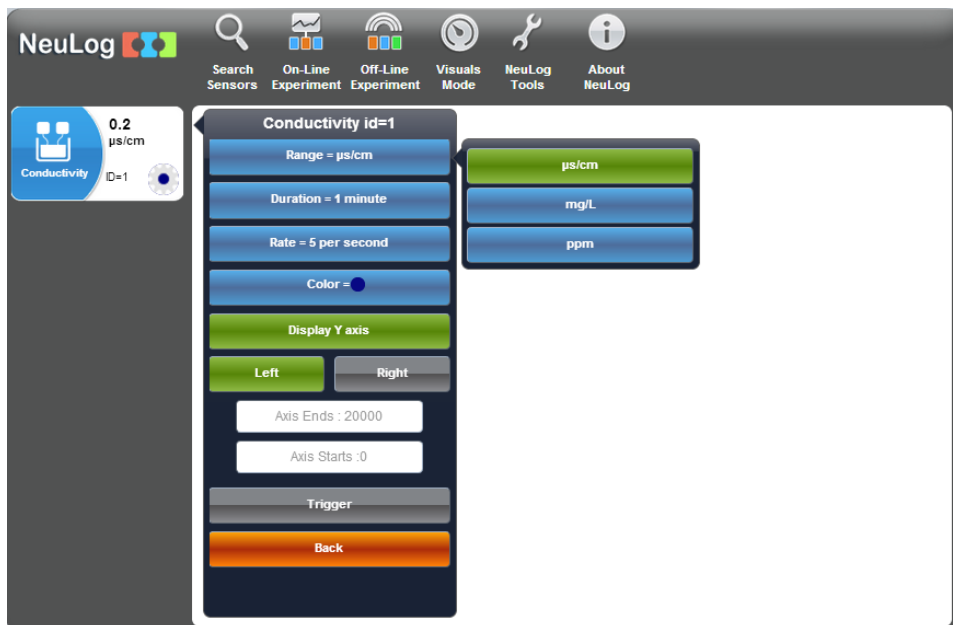 NeuLog
Search
Sensors
On-Line
Experiment
Off-Line
Experiment
Visuals
Mode
NeuLog
Tools
About
NeuLog
Conductivity
0.2
µs/cm
ID=1
Conductivity id=1
Range = µs/cm
Duration = 1 minute
Rate = 5 per second
Color =
Display Y axis
Left
Right
Axis Ends : 20000
Axis Starts :0
Trigger
Back
µs/cm
mg/L
ppm